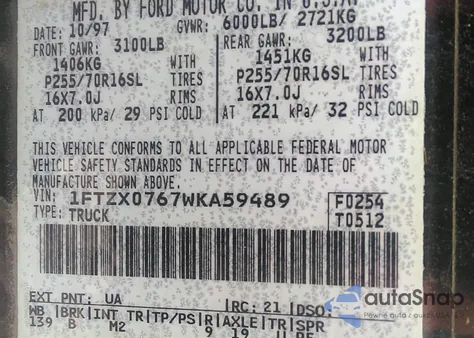 MFD. BY FORD MOTOR CO. IN U.S.A.
DATE: 10/97 GVWR: 6000LB/ 2721KG
FRONT GAWR: 3100LB REAR GAWR: 3200LB
1406KG WITH 1451KG WITH
P255/70R16SL TIRES P255/70R16SL TIRES
16X7.0J RIMS 16X7.0J RIMS
AT 200 kPa/ 29 PSI COLD AT 221 kPa/ 32 PSI COLD
THIS VEHICLE CONFORMS TO ALL APPLICABLE FEDERAL MOTOR
VEHICLE SAFETY STANDARDS IN EFFECT ON THE DATE OF
MANUFACTURE SHOWN ABOVE.
VIN: 1FTZX0767WKA59489 F0254
TYPE: TRUCK T0512
EXT PNT: UA RC: 21 DSO:
WB BRK INT TR TP/PS R AXLE TR SPR
139 B M2 9 19
autoSnap